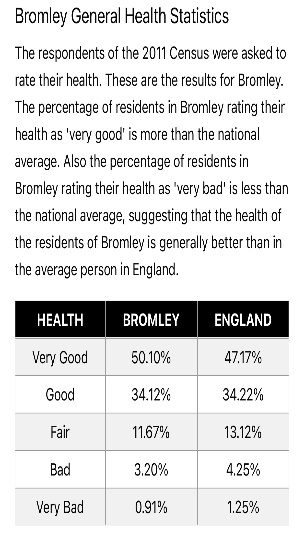 Bromley General Health Statistics
The respondents of the 2011 Census were asked to
rate their health. These are the results for Bromley.
The percentage of residents in Bromley rating their
health as 'very good' is more than the national
average. Also the percentage of residents in
Bromley rating their health as 'very bad' is less than
the national average, suggesting that the health of
the residents of Bromley is generally better than in
the average person in England.
HEALTH BROMLEY ENGLAND
Very Good 50.10% 47.17%
Good 34.12% 34.22%
Fair 11.67% 13.12%
Bad 3.20% 4.25%
Very Bad 0.91% 1.25%